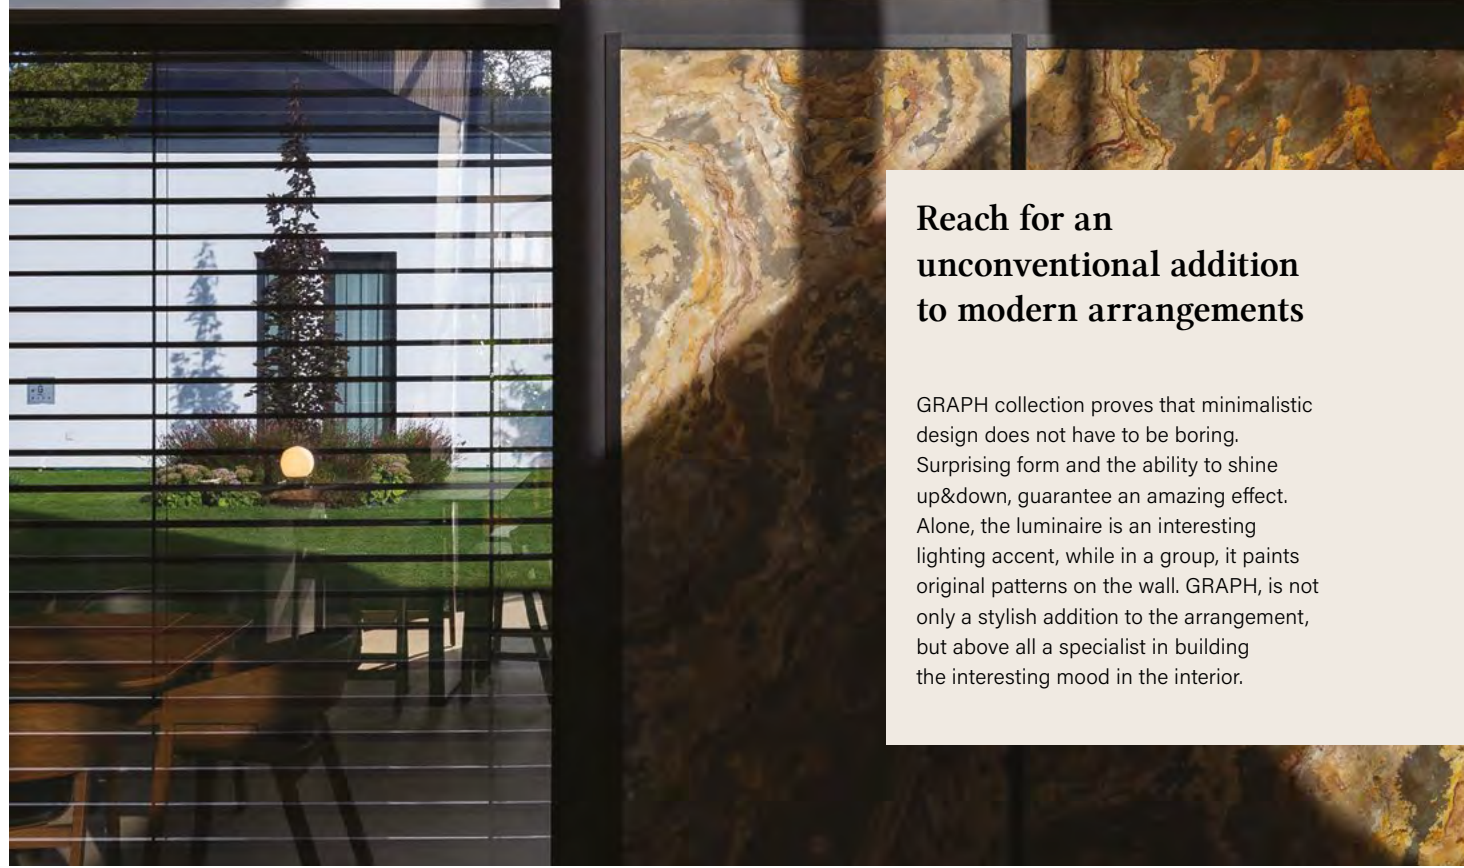 Reach for an
unconventional addition
to modern arrangements
GRAPH collection proves that minimalistic
design does not have to be boring.
Surprising form and the ability to shine
up&down, guarantee an amazing effect.
Alone, the luminaire is an interesting
lighting accent, while in a group, it paints
original patterns on the wall. GRAPH, is not
only a stylish addition to the arrangement,
but above all a specialist in building
the interesting mood in the interior.